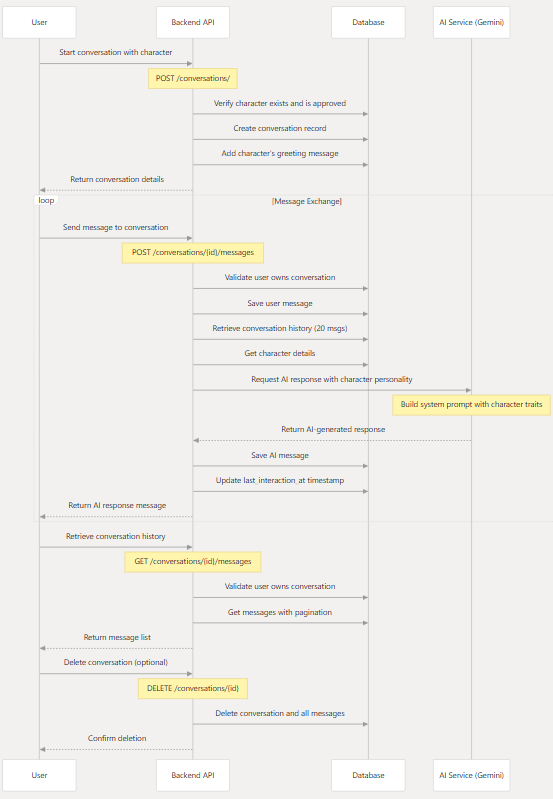 User
Backend API
Database
AI Service (Gemini)
Start conversation with character
POST /conversations/
Verify character exists and is approved
Create conversation record
Add character's greeting message
Return conversation details
loop
[Message Exchange]
Send message to conversation
POST /conversations/{id}/messages
Validate user owns conversation
Save user message
Retrieve conversation history (20 msgs)
Get character details
Request AI response with character personality
Build system prompt with character traits
Return AI-generated response
Save AI message
Update last_interaction_at timestamp
Return AI response message
Retrieve conversation history
GET /conversations/{id}/messages
Validate user owns conversation
Get messages with pagination
Return message list
Delete conversation (optional)
DELETE /conversations/{id}
Delete conversation and all messages
Confirm deletion
User
Backend API
Database
AI Service (Gemini)